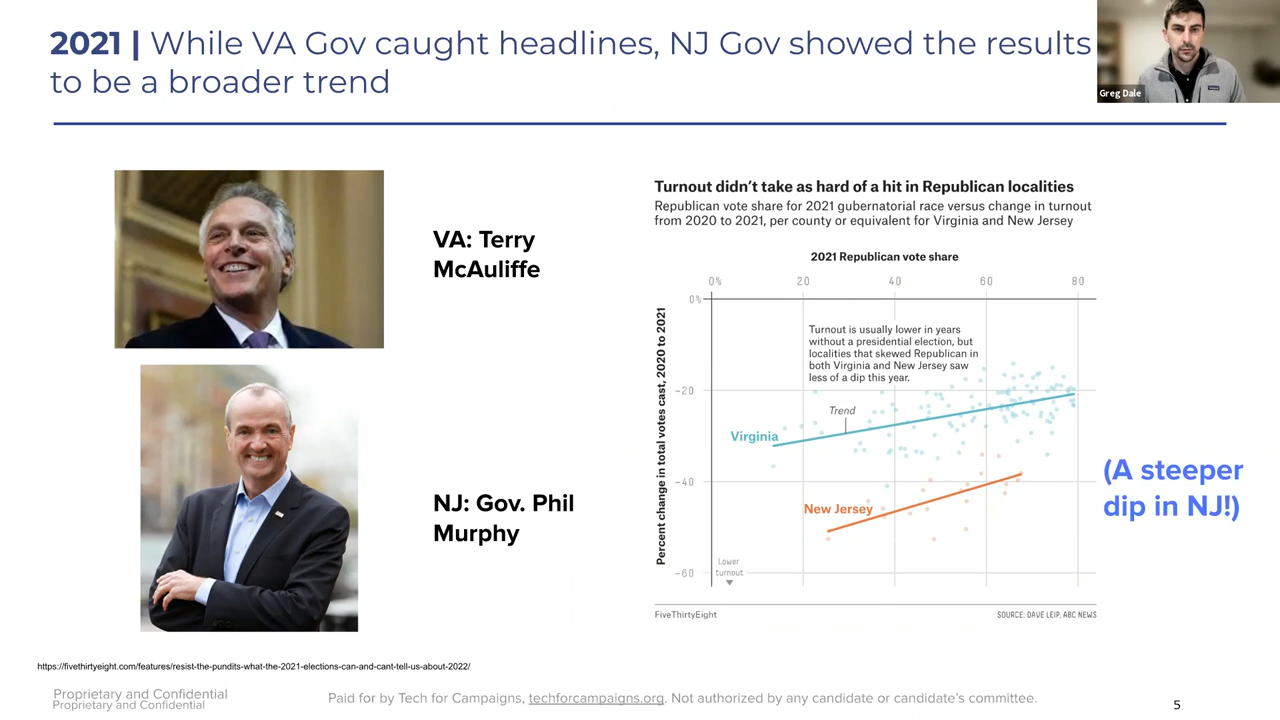 2021 | While VA Gov caught headlines, NJ Gov showed the results
to be a broader trend
Greg Dale
VA: Terry
McAuliffe
NJ: Gov. Phil
Murphy
Turnout didn't take as hard of a hit in Republican localities
Republican vote share for 2021 gubernatorial race versus change in turnout
from 2020 to 2021, per county or equivalent for Virginia and New Jersey
2021 Republican vote share
0% 20 40 60 80
0%
Percent change in total votes cast, 2020 to 2021
Turnout is usually lower in years
without a presidential election, but
localities that skewed Republican in
both Virginia and New Jersey saw
less of a dip this year.
-20
Trend
Virginia
-40
New Jersey
Lower
turnout
-60
(A steeper
dip in NJ!)
FiveThirtyEight SOURCE: DAVE LEIP, ABC NEWS
https://fivethirtyeight.com/features/resist-the-pundits-what-the-2021-elections-can-and-cant-tell-us-about-2022/
Proprietary and Confidential
Proprietary and Confidential
Paid for by Tech for Campaigns, techforcampaigns.org. Not authorized by any candidate or candidate's committee.
5